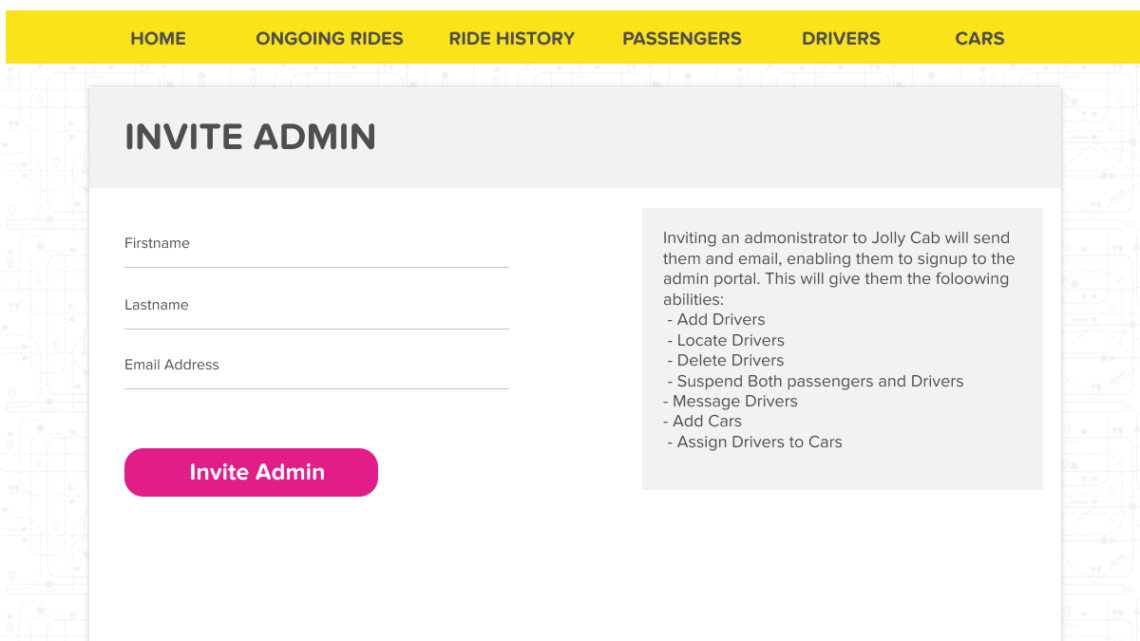 HOME ONGOING RIDES RIDE HISTORY PASSENGERS DRIVERS CARS
INVITE ADMIN
Firstname
Lastname
Email Address
Invite Admin
Inviting an admonistrator to Jolly Cab will send
them and email, enabling them to signup to the
admin portal. This will give them the foloowing
abilities:
- Add Drivers
- Locate Drivers
- Delete Drivers
- Suspend Both passengers and Drivers
- Message Drivers
- Add Cars
- Assign Drivers to Cars